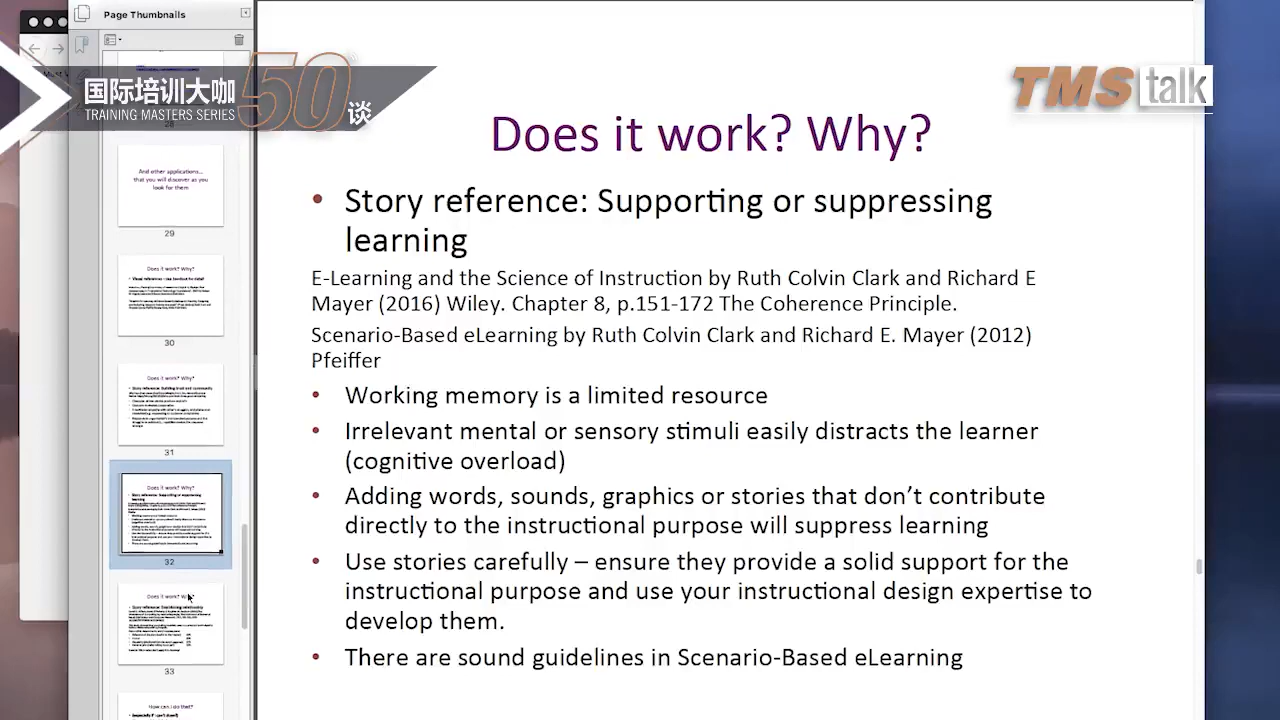 Page Thumbnails
国际培训大咖
TRAINING MASTERS SERIES
50
谈
TMS talk
And other applications...
that you will discover as you
look for them
29
Does it work? Why?
30
Does it work? Why?
31
Does it work? Why?
32
Does it work? Why?
33
How can I do that?
Does it work? Why?
• Story reference: Supporting or suppressing
learning
E-Learning and the Science of Instruction by Ruth Colvin Clark and Richard E
Mayer (2016) Wiley. Chapter 8, p.151-172 The Coherence Principle.
Scenario-Based eLearning by Ruth Colvin Clark and Richard E. Mayer (2012)
Pfeiffer
• Working memory is a limited resource
• Irrelevant mental or sensory stimuli easily distracts the learner
(cognitive overload)
• Adding words, sounds, graphics or stories that don’t contribute
directly to the instructional purpose will suppress learning
• Use stories carefully – ensure they provide a solid support for the
instructional purpose and use your instructional design expertise to
develop them.
• There are sound guidelines in Scenario-Based eLearning